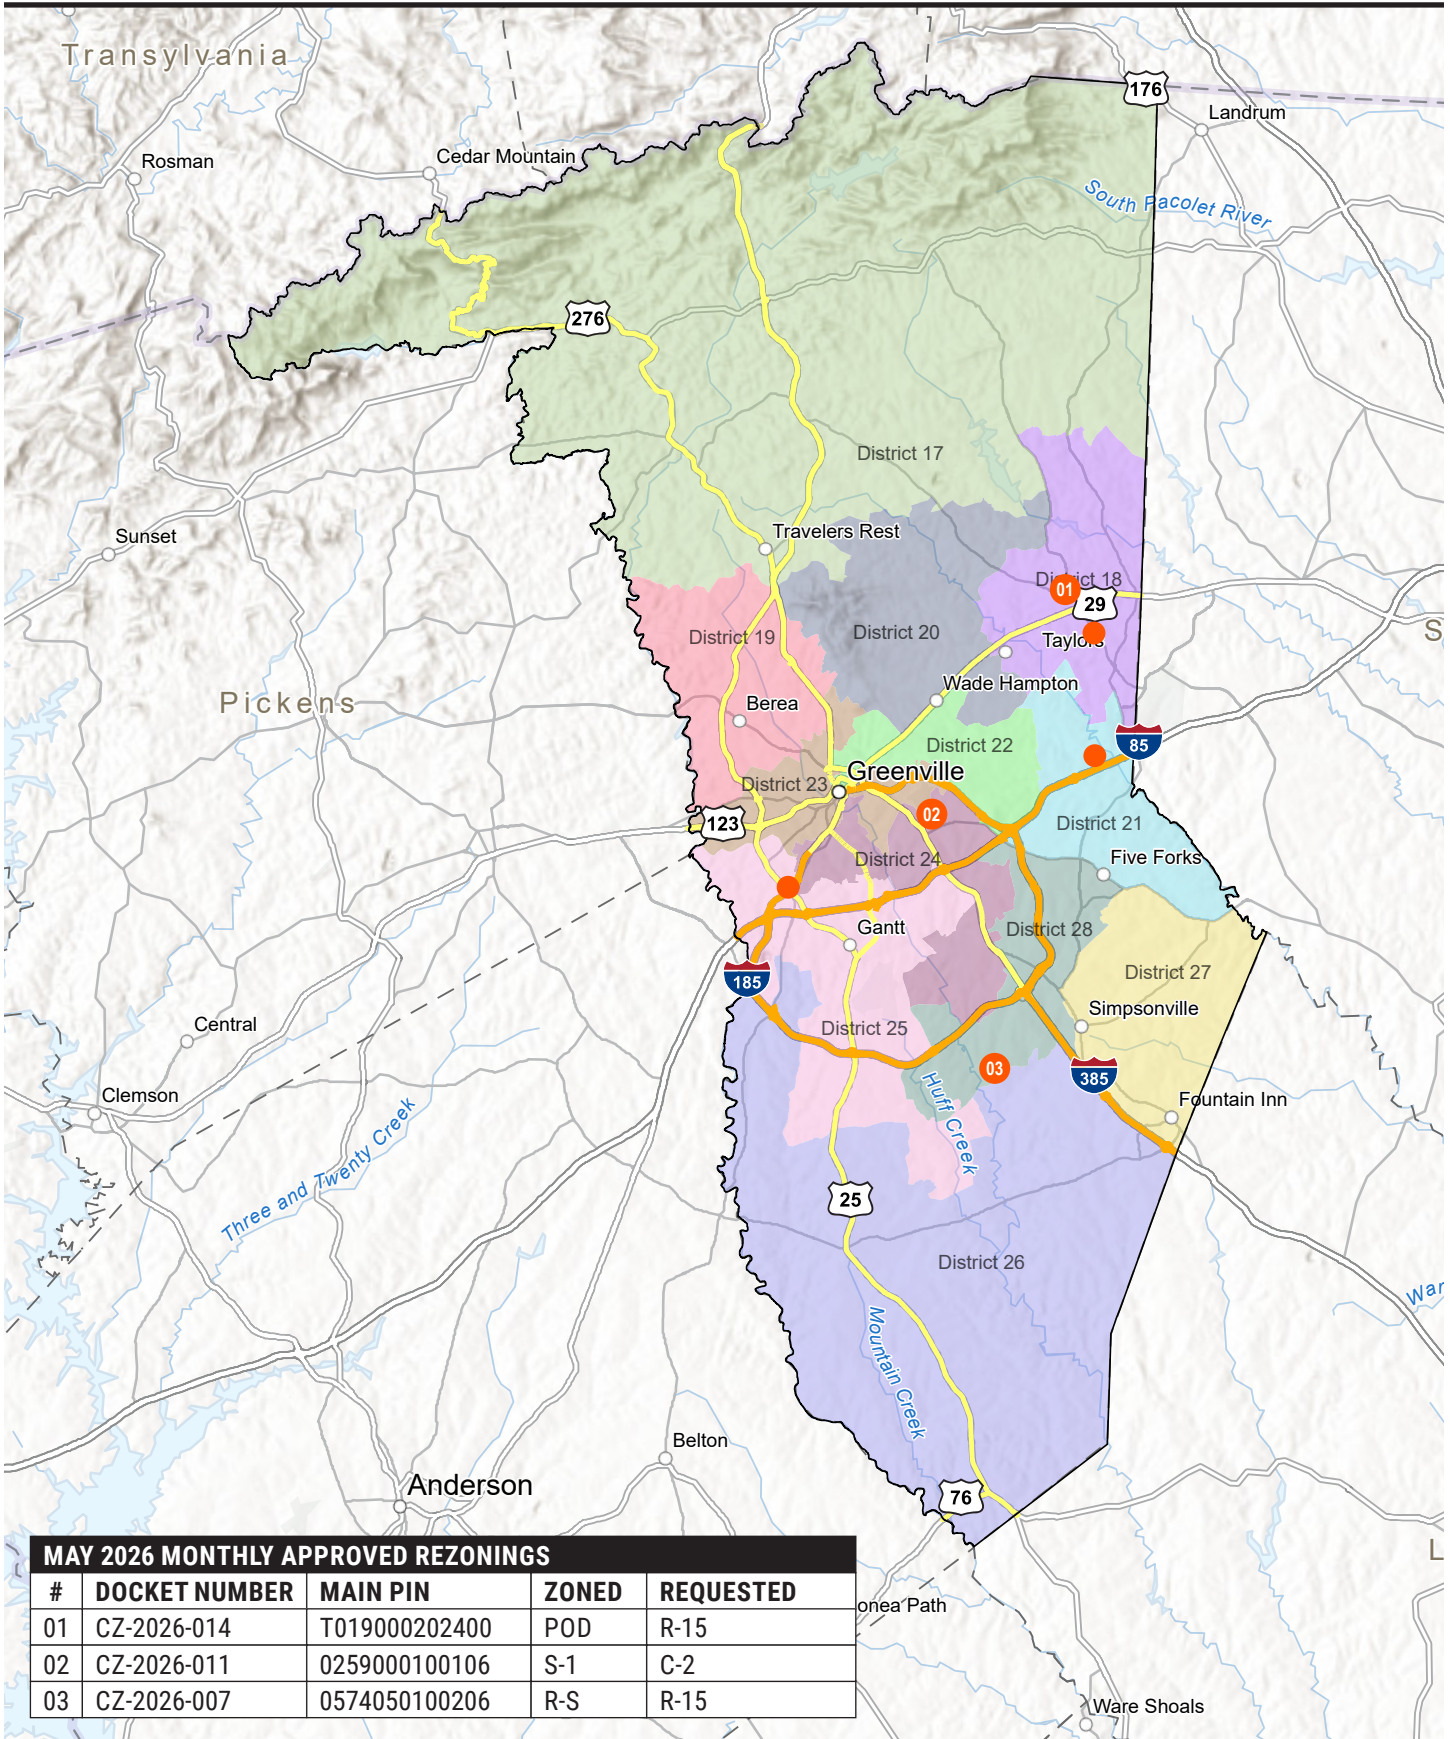 Transylvania
176
Landrum
Rosman
Cedar Mountain
South Pacolet River
276
District 17
Sunset
Travelers Rest
District 18
01
29
District 19
District 20
Taylors
S
Pickens
Berea
Wade Hampton
85
District 22
District 23
Greenville
02
123
District 21
District 24
Five Forks
Gantt
District 28
185
District 27
Simpsonville
Central
District 25
03
385
Clemson
Huff Creek
Fountain Inn
Three and Twenty Creek
25
District 26
War
Mountain Creek
Belton
Anderson
76
L
onea Path
Ware Shoals
MAY 2026 MONTHLY APPROVED REZONINGS
# DOCKET NUMBER MAIN PIN ZONED REQUESTED
01 CZ-2026-014 T019000202400 POD R-15
02 CZ-2026-011 0259000100106 S-1 C-2
03 CZ-2026-007 0574050100206 R-S R-15